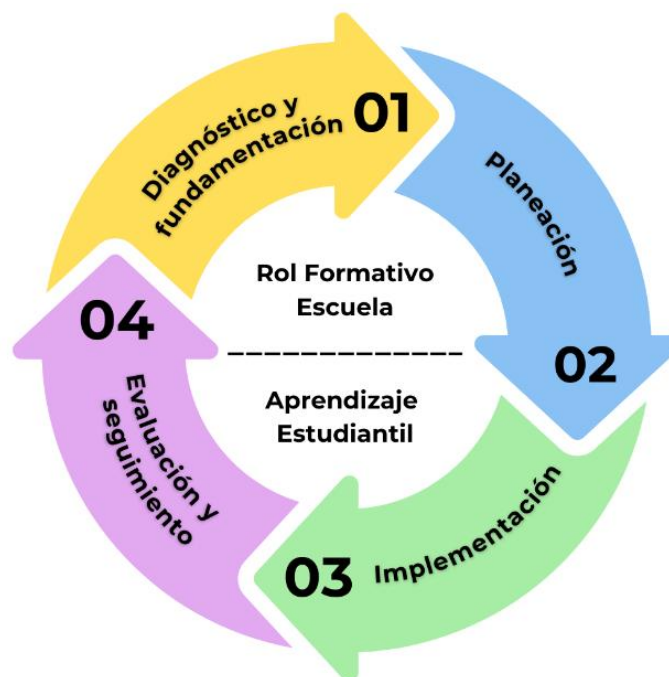 01
Diagnóstico y
fundamentación
Planeación
02
Implementación
03
Evaluación y
seguimiento
04
Rol Formativo
Escuela
Aprendizaje
Estudiantil